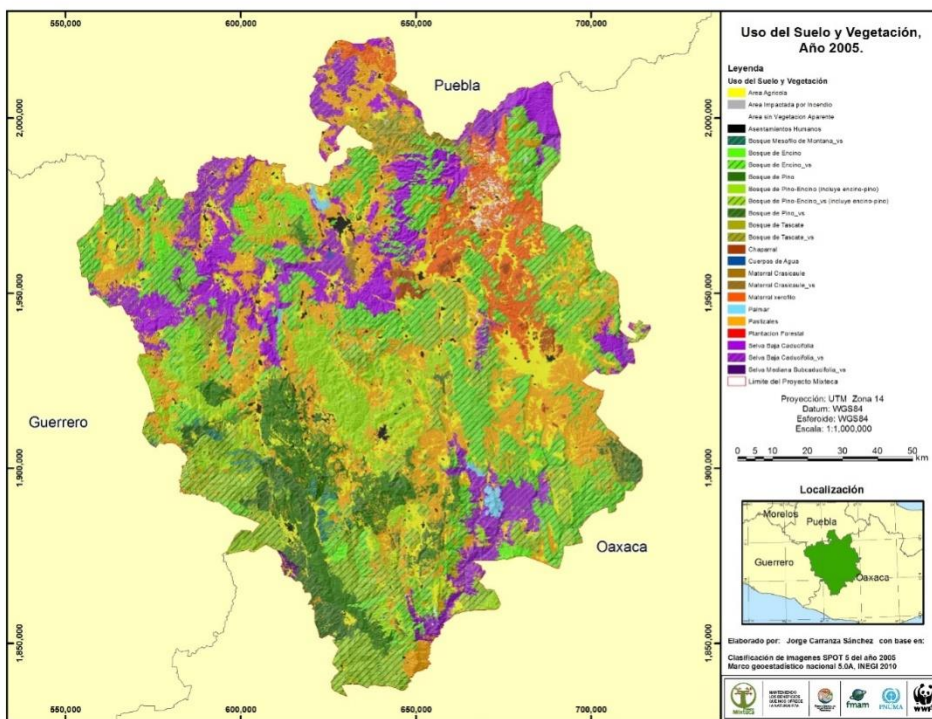 550,000
600,000
650,000
700,000
Puebla
Guerrero
Oaxaca
2,000,000
1,950,000
1,900,000
1,850,000
2,000,000
1,950,000
1,900,000
1,850,000
550,000
600,000
650,000
700,000
Uso del Suelo y Vegetación,
Año 2005.
Leyenda
Uso del Suelo y Vegetación
Area Agricola
Area Impactada por Incendio
Area sin Vegetacion Aparente
Asentamientos Humanos
Bosque Mesofilo de Montana_vs
Bosque de Encino
Bosque de Encino_vs
Bosque de Pino
Bosque de Pino-Encino (incluye encino-pino)
Bosque de Pino-Encino_vs (incluye encino-pino)
Bosque de Pino_vs
Bosque de Tascate
Bosque de Tascate_vs
Chaparral
Cuerpos de Agua
Matorral Crasicaule
Matorral Crasicaule_vs
Matorral xerofilo
Palmar
Pastizales
Plantacion Forestal
Selva Baja Caducifolia
Selva Baja Caducifolia_vs
Selva Mediana Subcaducifolia_vs
Limite del Proyecto Mixteca
Proyección: UTM Zona 14
Datum: WGS84
Esferoide: WGS84
Escala: 1:1,000,000
0 5 10 20 30 40 50
km
Localización
Morelos
Puebla
Guerrero
Oaxaca
Elaborado por: Jorge Carranza Sánchez con base en:
Clasificación de imagenes SPOT 5 del año 2005
Marco geoestadístico nacional 5.0A, INEGI 2010
Mixteca
fmam
PNUMA
WWF